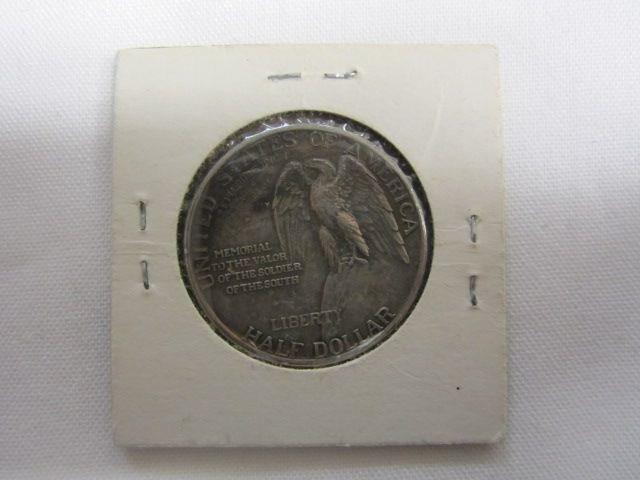 UNITED STATES OF AMERICA
MEMORIAL
TO THE VALOR
OF THE SOLDIER
OF THE SOUTH
LIBERTY
HALF DOLLAR